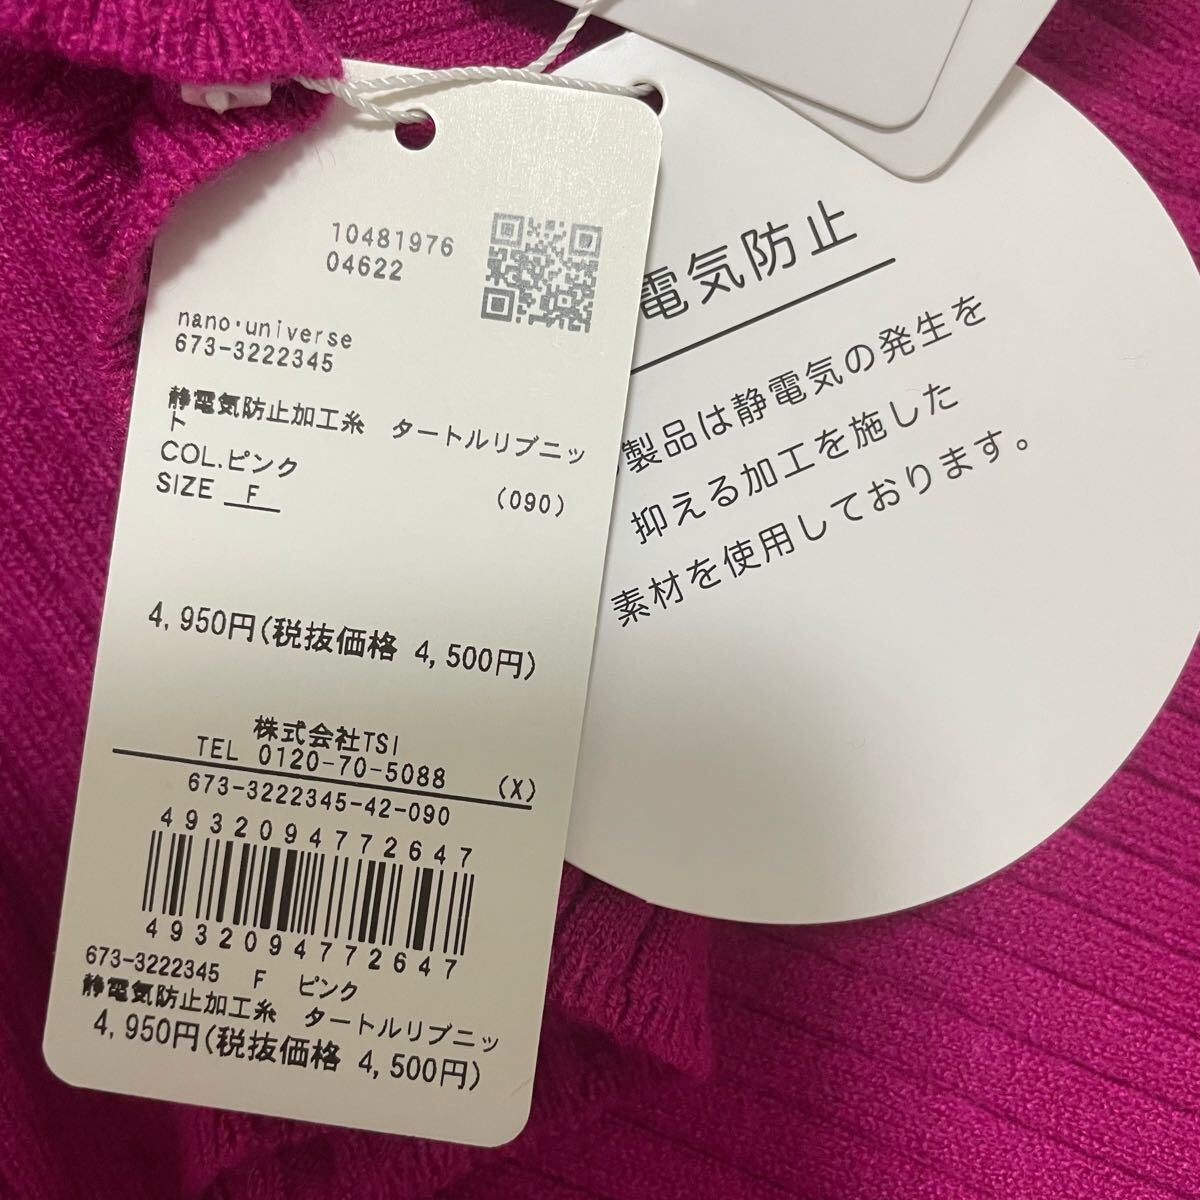 10481976
04622
nano・universe
673-3222345
静電気防止加工糸 タートルリブニッ
ト
COL.ピンク
SIZE F (090)
4,950円(税抜価格 4,500円)
株式会社TSI
TEL 0120-70-5088 (X)
673-3222345-42-090
4932094772647
4932094772647
673-3222345 F ピンク
静電気防止加工糸 タートルリブニッ
4,950円(税抜価格 4,500円)
電気防止
製品は静電気の発生を
抑える加工を施した
素材を使用しております。